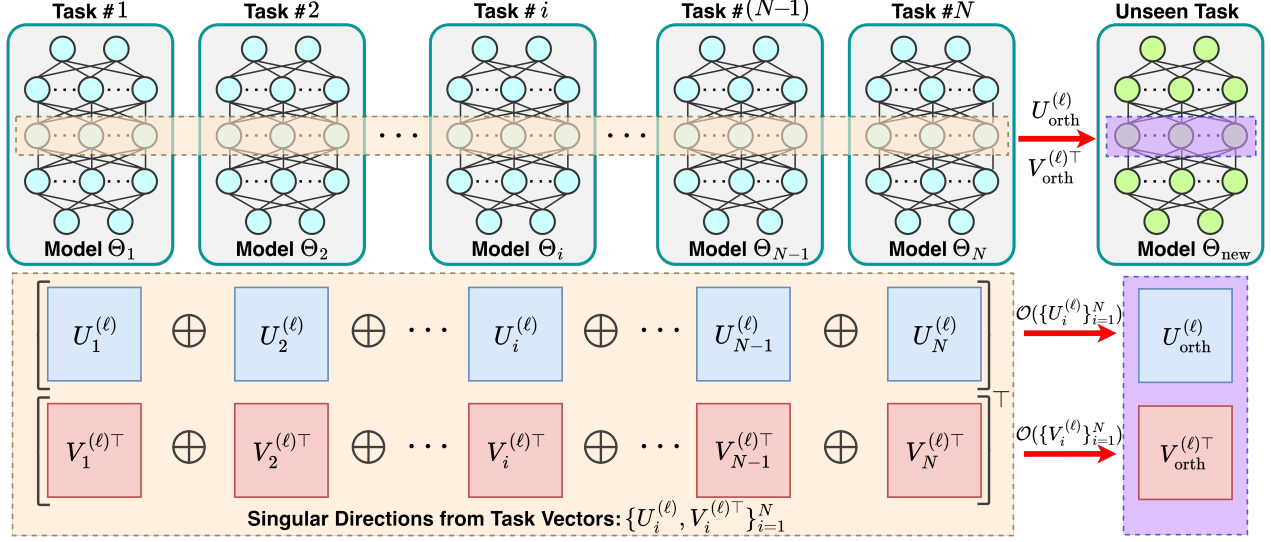 Task #1
Task #2
Task #i
Task #(N−1)
Task #N
Unseen Task
··· ···
U_orth^(ℓ)
V_orth^(ℓ)⊤
Model Θ_1
Model Θ_2
Model Θ_i
Model Θ_{N−1}
Model Θ_N
Model Θ_new
[U_1^(ℓ) ⊕ U_2^(ℓ) ⊕ ··· U_i^(ℓ) ⊕ ··· U_{N−1}^(ℓ) ⊕ U_N^(ℓ)]
𝒪({U_i^(ℓ)}_{i=1}^N)
U_orth^(ℓ)
[V_1^(ℓ)⊤ ⊕ V_2^(ℓ)⊤ ⊕ ··· V_i^(ℓ)⊤ ⊕ ··· V_{N−1}^(ℓ)⊤ ⊕ V_N^(ℓ)⊤]^⊤
𝒪({V_i^(ℓ)}_{i=1}^N)
V_orth^(ℓ)⊤
Singular Directions from Task Vectors: {U_i^(ℓ), V_i^(ℓ)⊤}_{i=1}^N